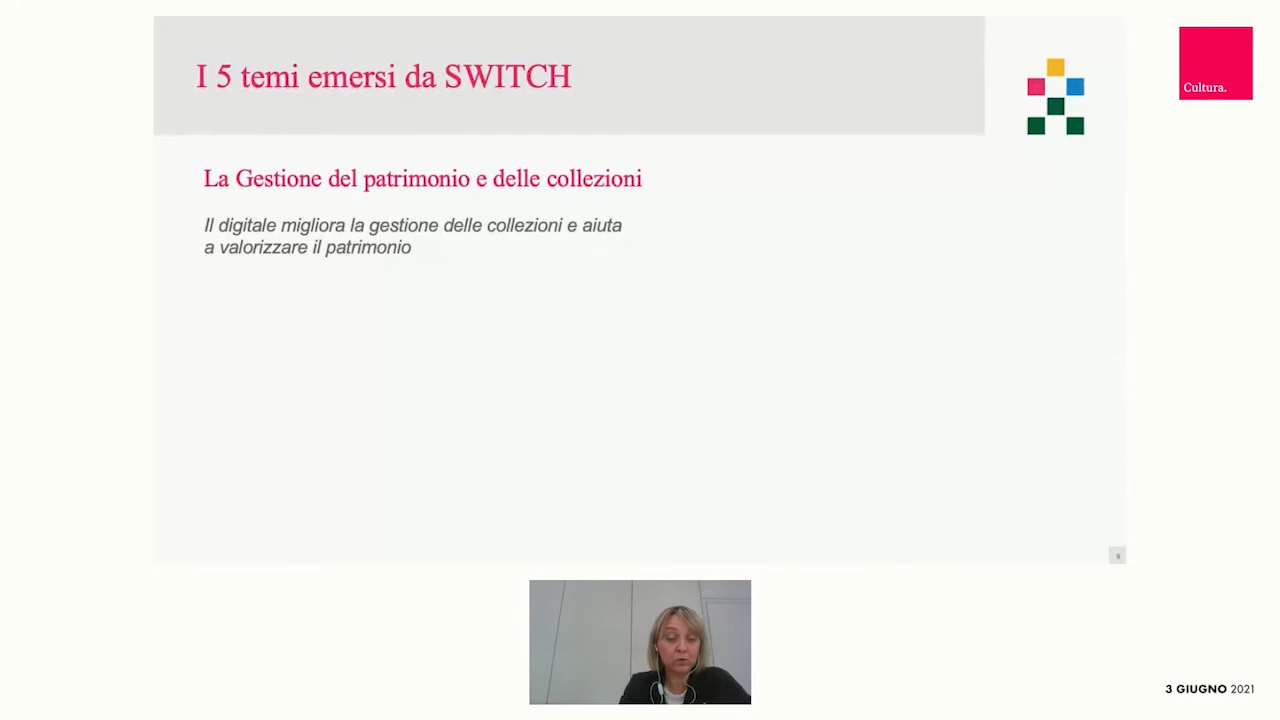 I 5 temi emersi da SWITCH
Cultura.
La Gestione del patrimonio e delle collezioni
Il digitale migliora la gestione delle collezioni e aiuta
a valorizzare il patrimonio
9
3 GIUGNO 2021